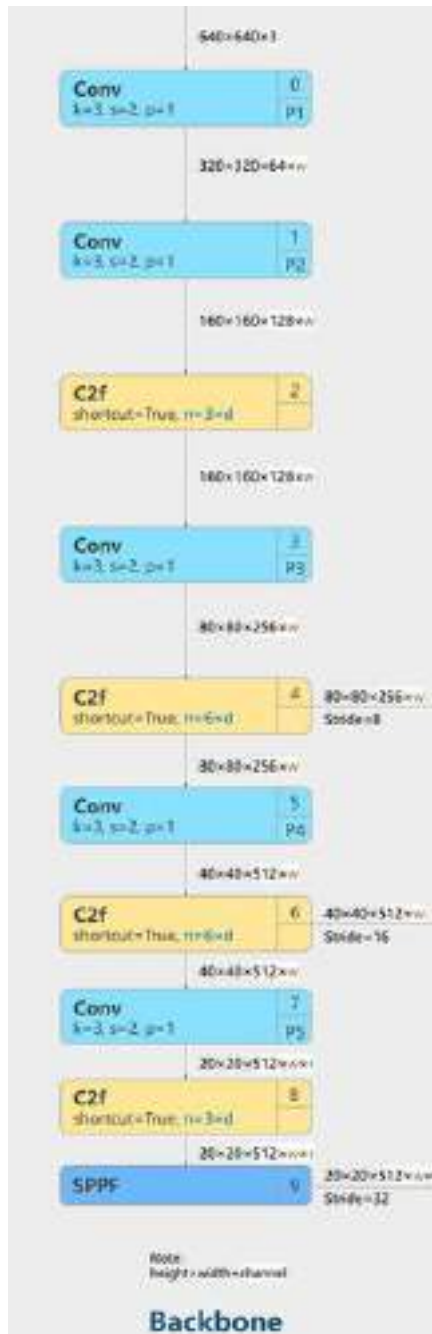 640×640×3
Conv 0
k=3, s=2, p=1 P1
320×320×64×w
Conv 1
k=3, s=2, p=1 P2
160×160×128×w
C2f 2
shortcut=True, n=3×d
160×160×128×w
Conv 3
k=3, s=2, p=1 P3
80×80×256×w
C2f 4 80×80×256×w
shortcut=True, n=6×d Stride=8
80×80×256×w
Conv 5
k=3, s=2, p=1 P4
40×40×512×w
C2f 6 40×40×512×w
shortcut=True, n=6×d Stride=16
40×40×512×w
Conv 7
k=3, s=2, p=1 P5
20×20×512×w×r
C2f 8
shortcut=True, n=3×d
20×20×512×w×r
SPPF 9 20×20×512×w
Stride=32
Note:
height×width×channel
Backbone